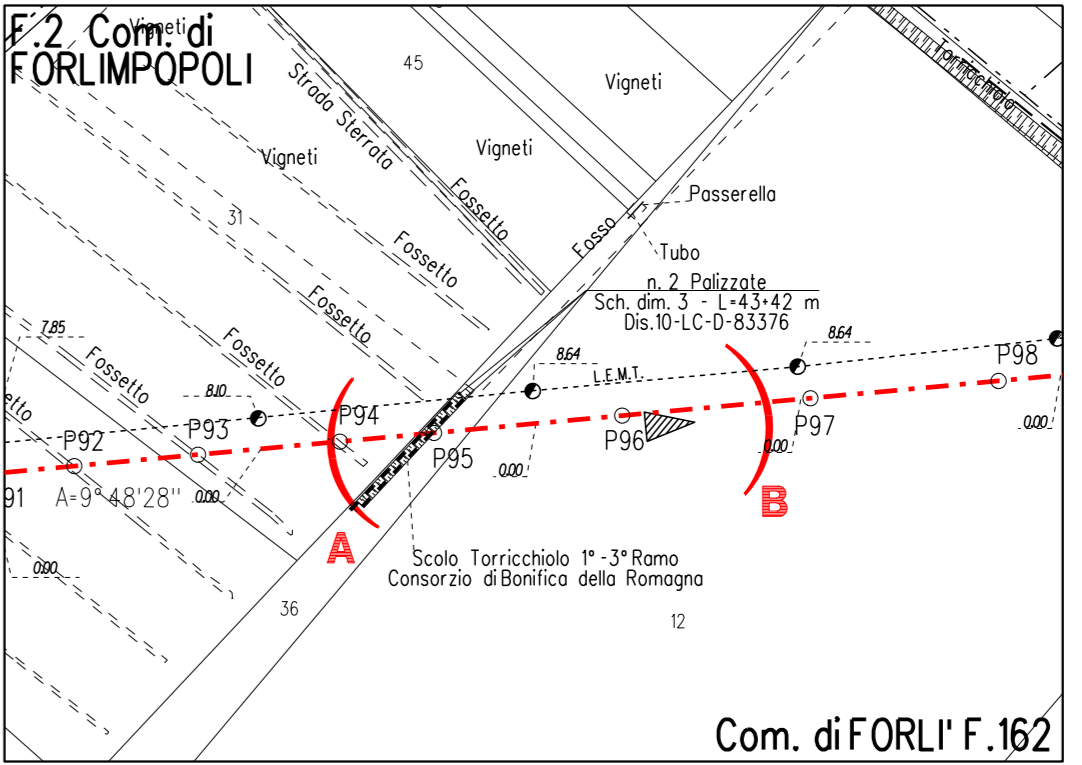 F.2 Com. di
FORLIMPOPOLI
Vigneti
45
Vigneti
Strada Sterrata
Vigneti
Vigneti
Torricchiolo
Fossetto
Passerella
31
Fosso
Tubo
Fossetto
n. 2 Palizzate
Sch. dim. 3 - L=43+42 m
Dis.10-LC-D-83376
Fossetto
7.85
8.64
8.64
Fossetto
Fossetto
L.E.M.T.
P98
8.10
P94
P97
P92
P93
P96
P95
0.00
0.00
0.00
91
A=9° 48'28"
0.00
A
B
Scolo Torricchiolo 1° -3° Ramo
Consorzio di Bonifica della Romagna
0.00
36
12
Com. di FORLI' F.162